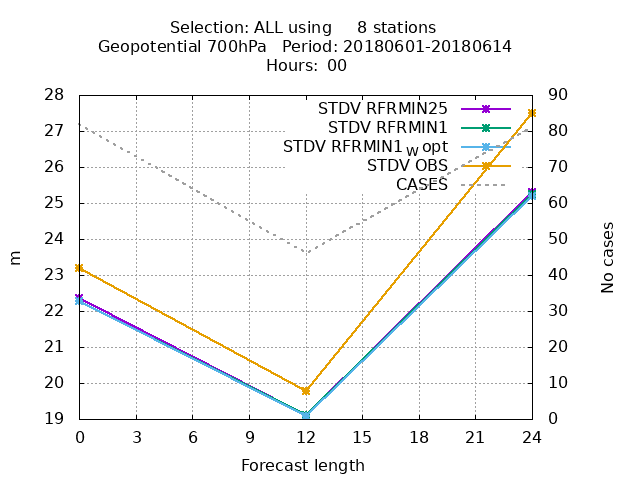 Selection: ALL using 8 stations
Geopotential 700hPa Period: 20180601-20180614
Hours: 00
28
27
26
25
24
23
22
21
20
19
m
90
80
70
60
50
40
30
20
10
0
No cases
STDV RFRMIN25
STDV RFRMIN1
STDV RFRMIN1wopt
STDV OBS
CASES
0 3 6 9 12 15 18 21 24
Forecast length